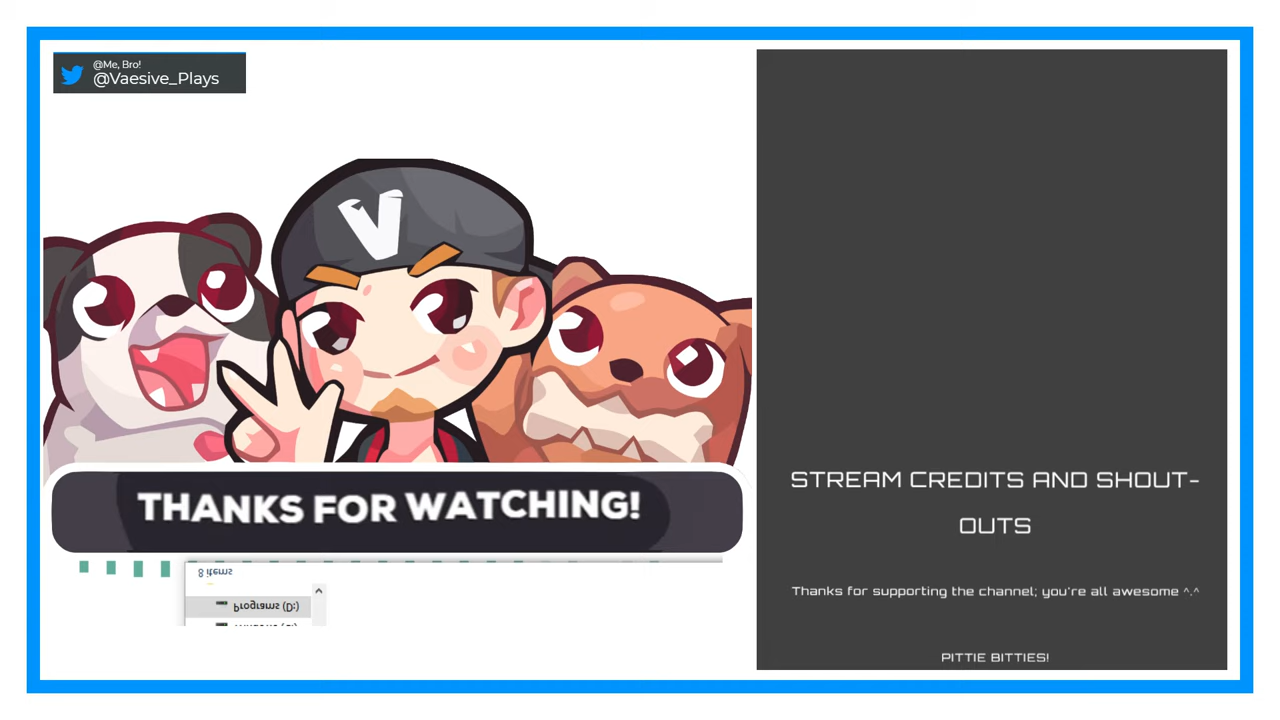 @Me, Bro!
@Vaesive_Plays
V
THANKS FOR WATCHING!
8 items
Programs (D:)
STREAM CREDITS AND SHOUT-
OUTS
Thanks for supporting the channel; you're all awesome ^.^
PITTIE BITTIES!